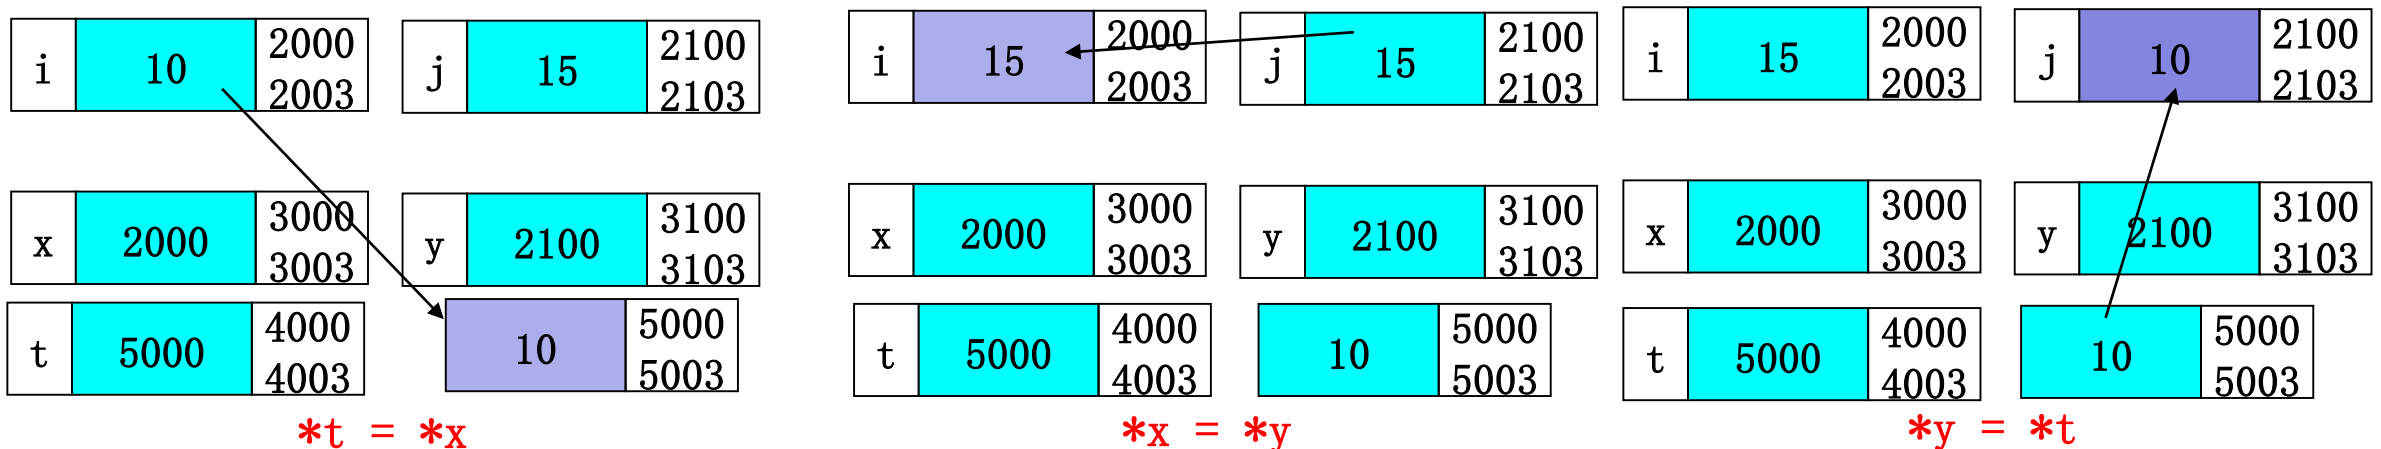 i 10 2000 2003 j 15 2100 2103
x 2000 3000 3003 y 2100 3100 3103
t 5000 4000 4003 10 5000 5003
*t = *x
i 15 2000 2003 j 15 2100 2103
x 2000 3000 3003 y 2100 3100 3103
t 5000 4000 4003 10 5000 5003
*x = *y
i 15 2000 2003 j 10 2100 2103
x 2000 3000 3003 y 2100 3100 3103
t 5000 4000 4003 10 5000 5003
*y = *t